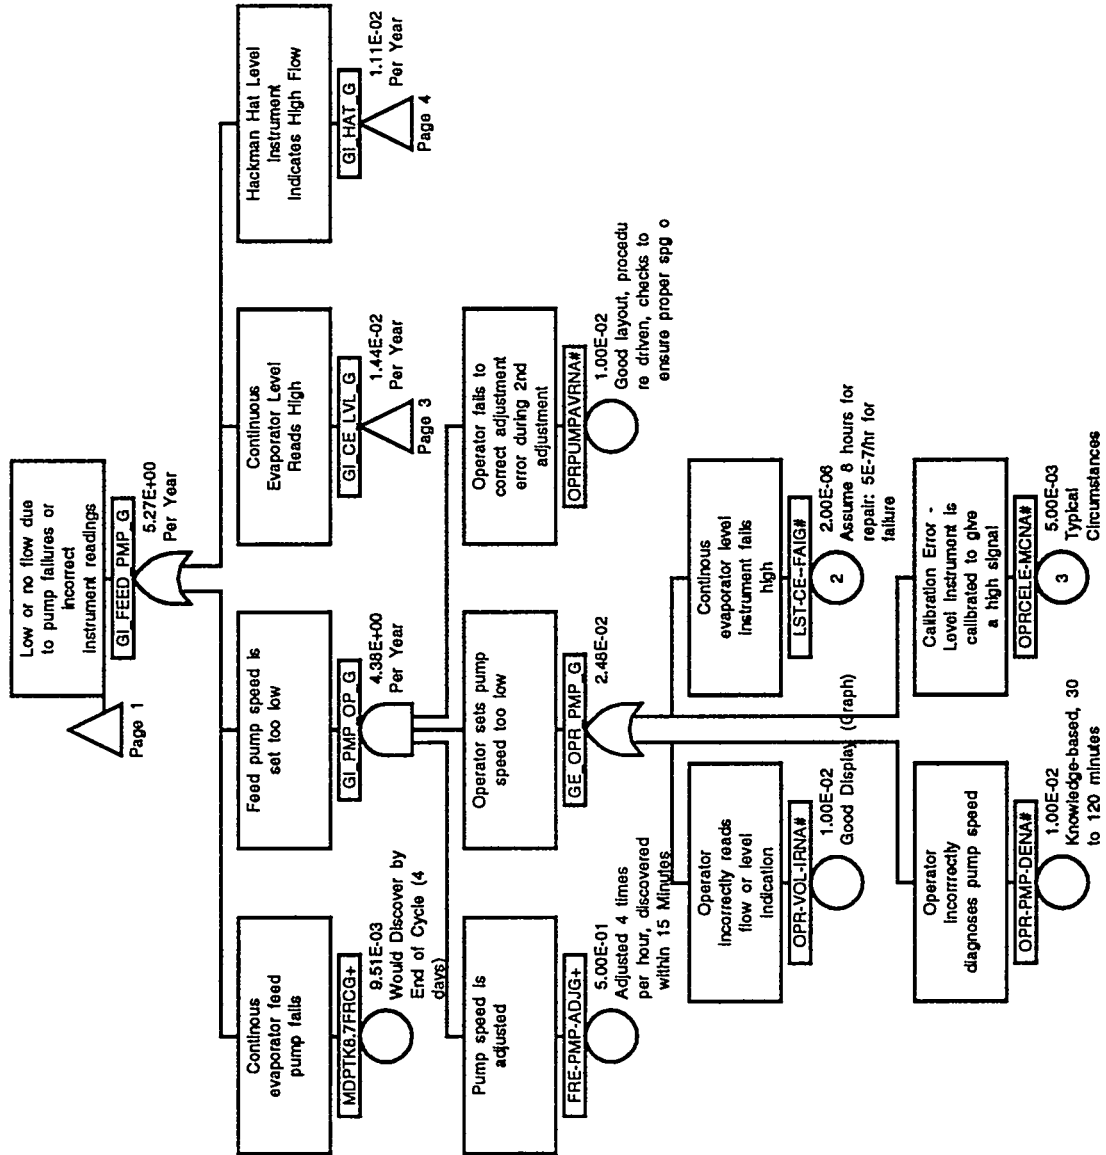 Low or no flow due
to pump failures or
incorrect
instrument readings
GI_FEED_PMP_G
5.27E+00
Per Year
Page 1
Continous
evaporator feed
pump fails
MDPTK8.7FRCG+
9.51E-03
Would Discover by
End of Cycle (4
days)
Feed pump speed is
set too low
GI_PMP_OP_G
4.38E+00
Per Year
Continuous
Evaporator Level
Reads High
GI_CE_LVL_G
1.44E-02
Per Year
Page 3
Hackman Hat Level
Instrument
Indicates High Flow
GI_HAT_G
1.11E-02
Per Year
Page 4
Pump speed is
adjusted
FRE-PMP-ADJG+
5.00E-01
Adjusted 4 times
per hour, discovered
within 15 Minutes
Operator sets pump
speed too low
GE_OPR_PMP_G
2.48E-02
Operator fails to
correct adjustment
error during 2nd
adjustment
OPRPUMPAVRNA#
1.00E-02
Good layout, procedu
re driven, checks to
ensure proper spg o
Operator
incorrectly reads
flow or level
indication
OPR-VOL-IRNA#
1.00E-02
Good Display (Graph)
Continous
evaporator level
instrument fails
high
LST-CE--FAIG#
2
2.00E-06
Assume 8 hours for
repair: 5E-7/hr for
failure
Operator
incorrrectly
diagnoses pump speed
OPR-PMP-DENA#
1.00E-02
Knowledge-based, 30
to 120 minutes
Calibration Error -
Level Instrument is
calibrated to give
a high signal
OPRCELE-MCNA#
3
5.00E-03
Typical
Circumstances